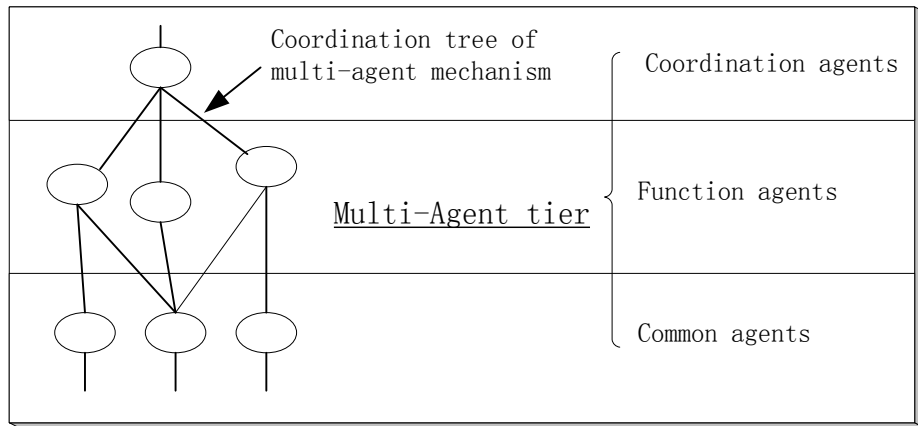 Coordination tree of
multi-agent mechanism
Coordination agents
Function agents
Multi-Agent tier
Common agents